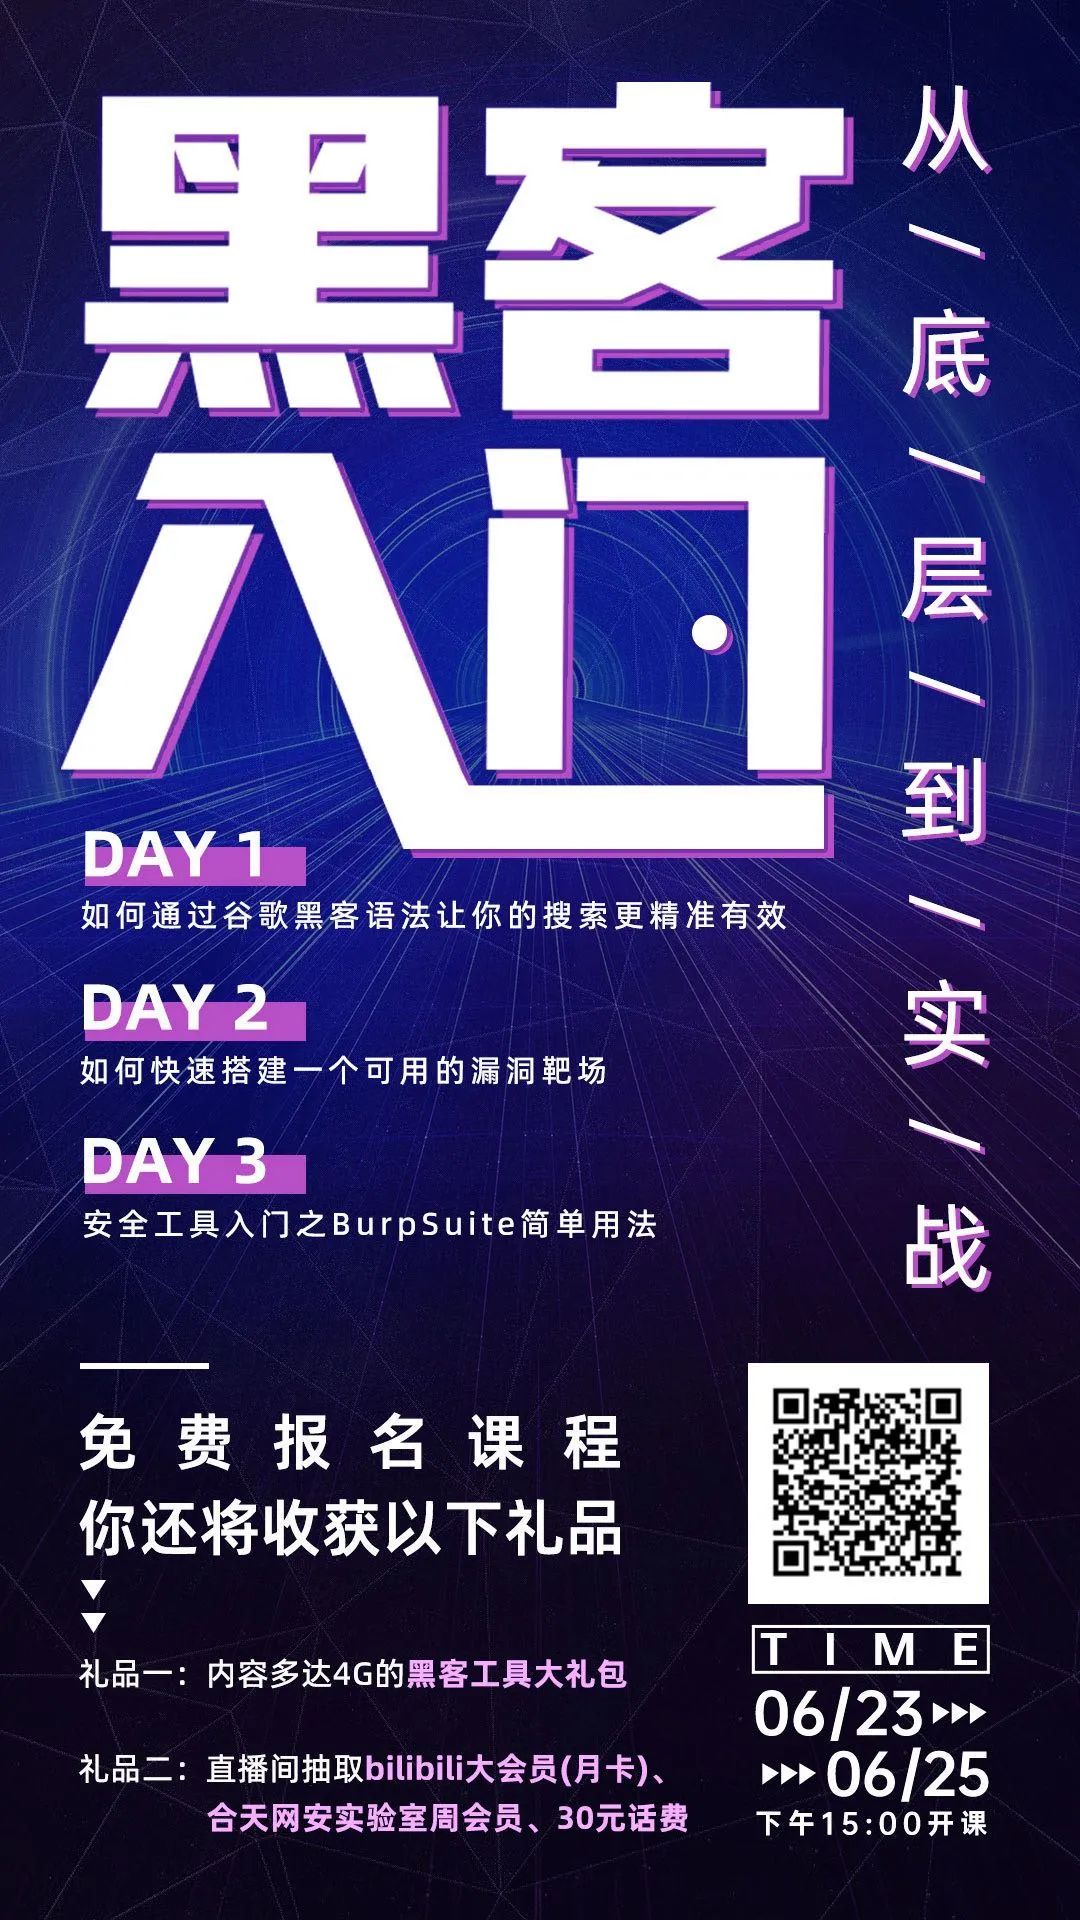 黑客
入门
从/底/层/到/实/战
DAY 1
如何通过谷歌黑客语法让你的搜索更精准有效
DAY 2
如何快速搭建一个可用的漏洞靶场
DAY 3
安全工具入门之BurpSuite简单用法
免费报名课程
你还将收获以下礼品
礼品一：内容多达4G的黑客工具大礼包
礼品二：直播间抽取bilibili大会员(月卡)、
合天网安实验室周会员、30元话费
TIME
06/23
06/25
下午15:00开课